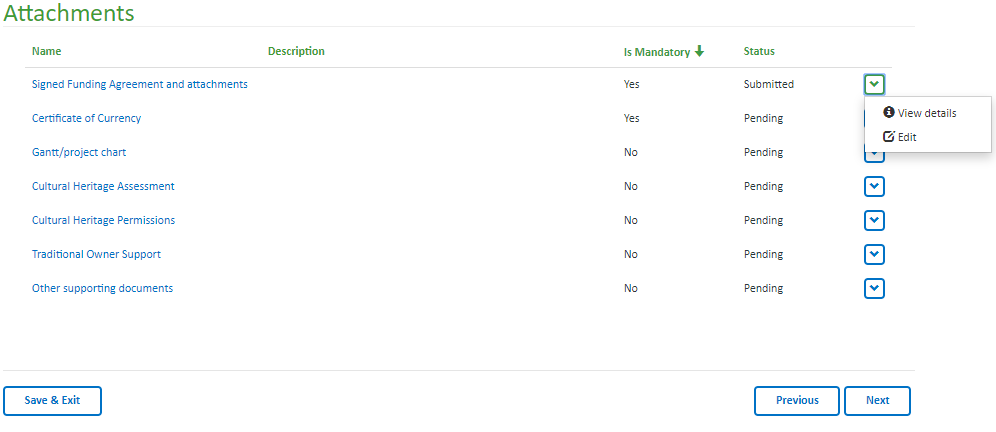 Attachments
Name Description Is Mandatory Status
Signed Funding Agreement and attachments Yes Submitted
View details
Certificate of Currency Yes Pending
Edit
Gantt/project chart No Pending
Cultural Heritage Assessment No Pending
Cultural Heritage Permissions No Pending
Traditional Owner Support No Pending
Other supporting documents No Pending
Save & Exit Previous Next